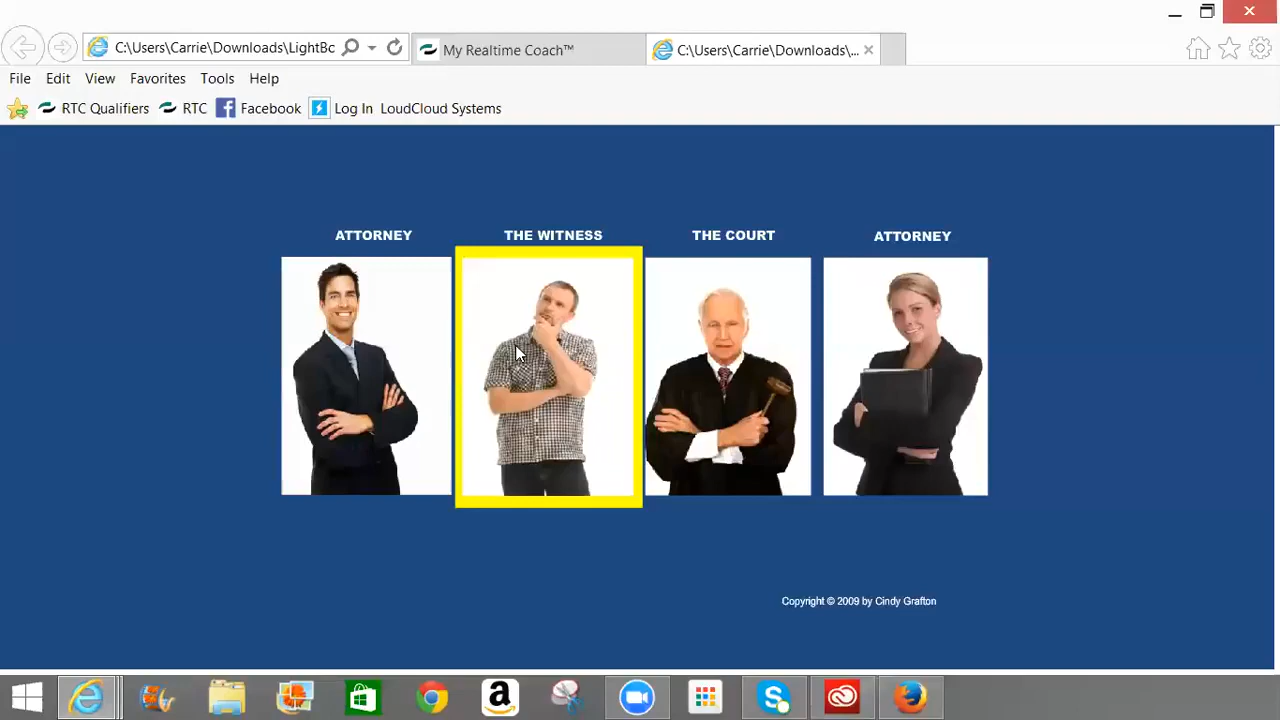 C:\Users\Carrie\Downloads\LightBc
My Realtime Coach™
C:\Users\Carrie\Downloads\...
File Edit View Favorites Tools Help
RTC Qualifiers RTC Facebook Log In LoudCloud Systems
ATTORNEY THE WITNESS THE COURT ATTORNEY
Copyright © 2009 by Cindy Grafton